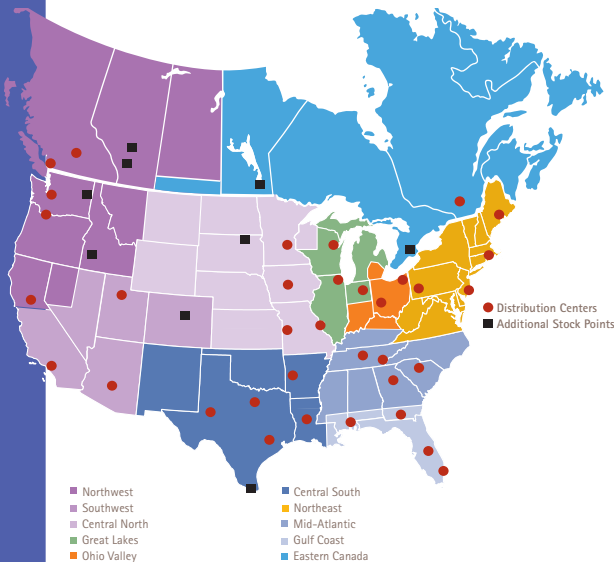 Distribution Centers
Additional Stock Points
Northwest
Southwest
Central North
Great Lakes
Ohio Valley
Central South
Northeast
Mid-Atlantic
Gulf Coast
Eastern Canada